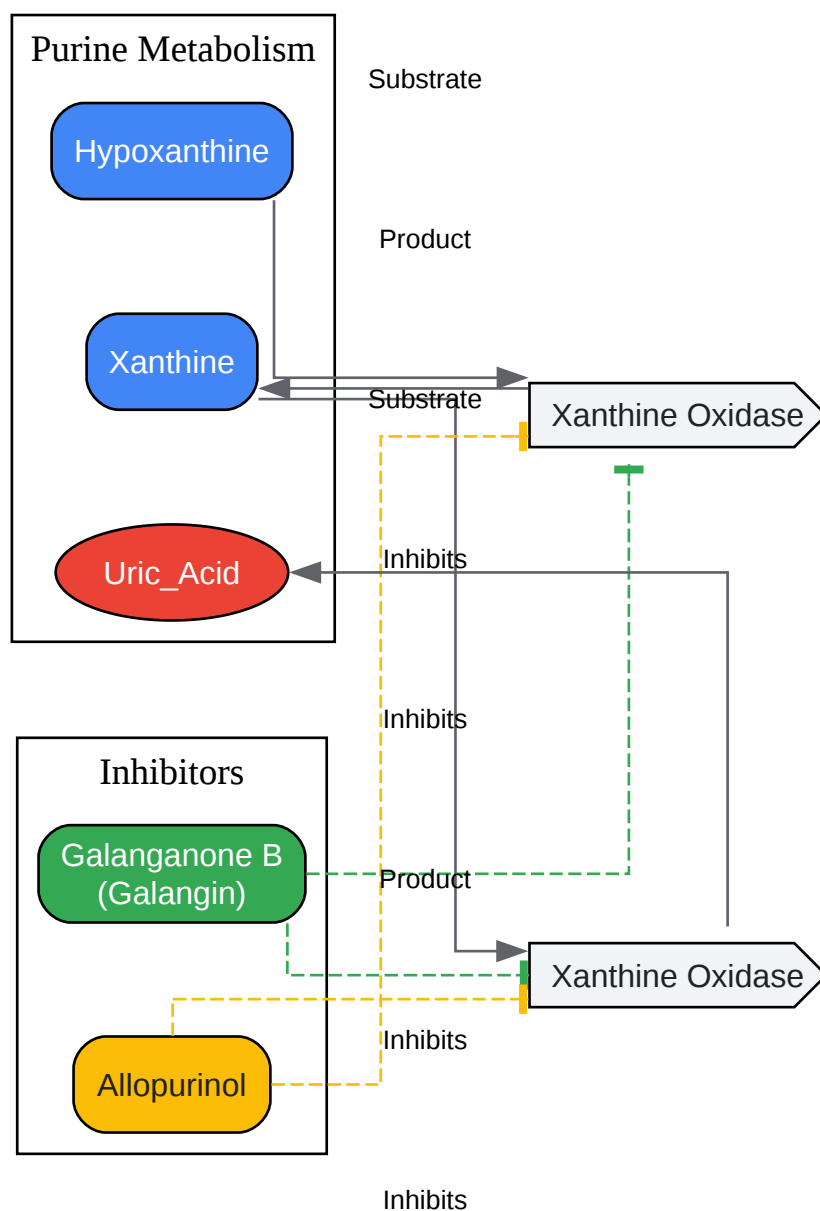 Purine Metabolism
Substrate
Hypoxanthine
Product
Xanthine
Substrate
Xanthine Oxidase
Inhibits
Uric_Acid
Inhibits
Inhibitors
Galanganone B
(Galangin)
Product
Xanthine Oxidase
Inhibits
Allopurinol
Inhibits